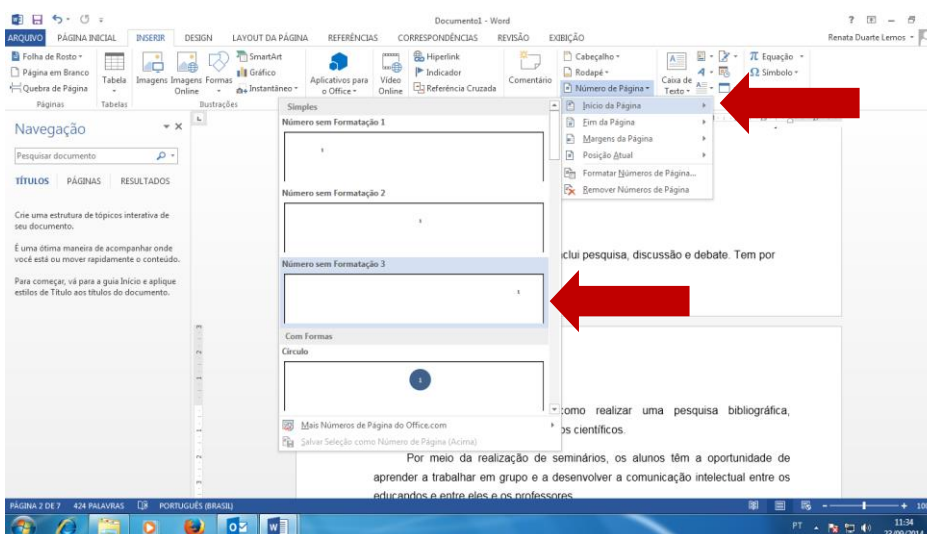 Documento1 - Word
ARQUIVO PÁGINA INICIAL INSERIR DESIGN LAYOUT DA PÁGINA REFERÊNCIAS CORRESPONDÊNCIAS REVISÃO EXIBIÇÃO Renata Duarte Lemos
Folha de Rosto
Página em Branco
Quebra de Página
Páginas
Tabela
Tabelas
Imagens
Imagens Online
Formas
SmartArt
Gráfico
Instantâneo
Ilustrações
Aplicativos para o Office
Vídeo Online
Hiperlink
Indicador
Referência Cruzada
Comentário
Cabeçalho
Rodapé
Número de Página
Caixa de Texto
Equação
Símbolo
Início da Página
Fim da Página
Margens da Página
Posição Atual
Formatar Números de Página...
Remover Números de Página
Simples
Número sem Formatação 1
1
Número sem Formatação 2
1
Número sem Formatação 3
1
Com Formas
Círculo
1
Mais Números de Página do Office.com
Salvar Seleção como Número de Página (Acima)
Navegação
Pesquisar documento
TÍTULOS PÁGINAS RESULTADOS
Crie uma estrutura de tópicos interativa de
seu documento.
É uma ótima maneira de acompanhar onde
você está ou mover rapidamente o conteúdo.
Para começar, vá para a guia Início e aplique
estilos de Título aos títulos do documento.
pesquisa, discussão e debate. Tem por
como realizar uma pesquisa bibliográfica,
científicos.
Por meio da realização de seminários, os alunos têm a oportunidade de
aprender a trabalhar em grupo e a desenvolver a comunicação intelectual entre os
educandos e entre eles e os professores
PÁGINA 2 DE 7 424 PALAVRAS PORTUGUÊS (BRASIL)
PT 11:34
23/09/2014